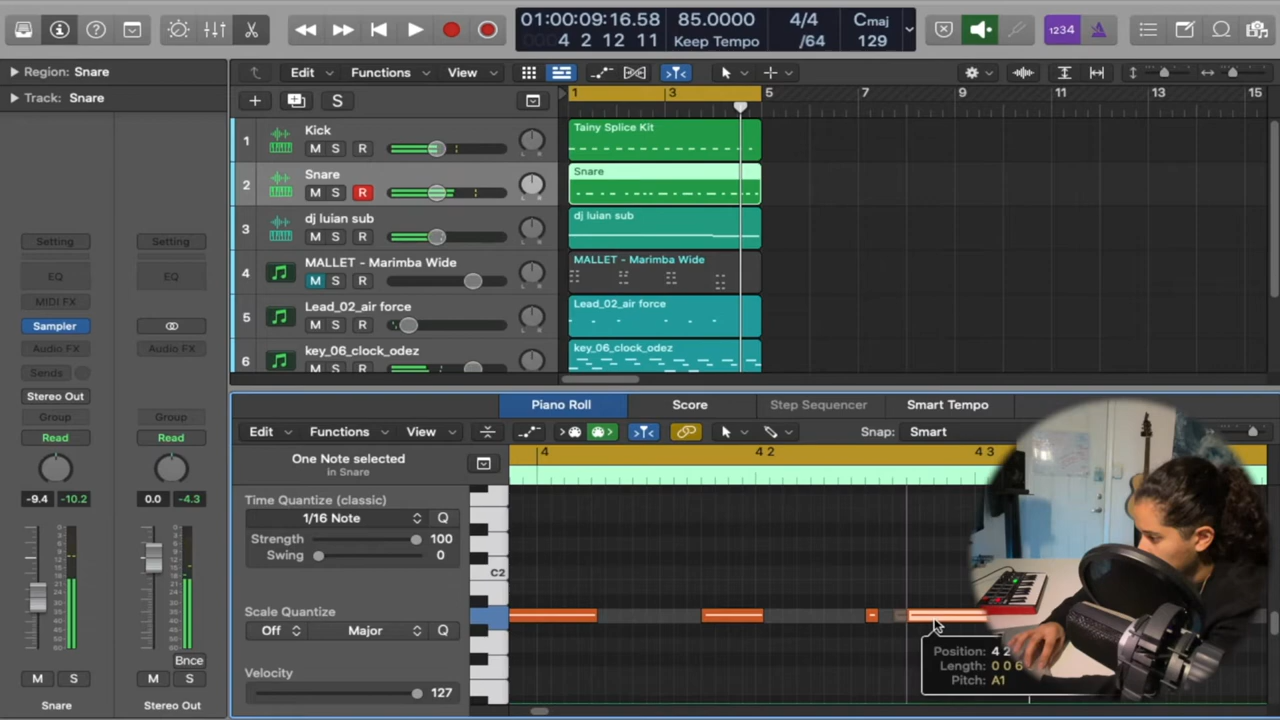 1234
01:00:09:16.58
4 2 12 11
85.0000
Keep Tempo
4/4
/64
Cmaj
129
Region: Snare
Track: Snare
Edit
Functions
View
S
1
3
5
7
9
11
13
15
1
Kick
M S R
Tainy Splice Kit
2
Snare
M S R
Snare
3
dj luian sub
M S R
dj luian sub
4
MALLET - Marimba Wide
M S R
MALLET - Marimba Wide
5
Lead_02_air force
M S R
Lead_02_air force
6
key_06_clock_odez
M S R
key_06_clock_odez
Setting
Setting
EQ
EQ
MIDI FX
Sampler
Audio FX
Audio FX
Sends
Stereo Out
Group
Group
Read
Read
-9.4
-10.2
0.0
-4.3
Bnce
M S
M S
Snare
Stereo Out
Piano Roll
Score
Step Sequencer
Smart Tempo
Edit
Functions
View
Snap: Smart
One Note selected
in Snare
4
4 2
4 3
Time Quantize (classic)
1/16 Note
Q
Strength
100
Swing
0
C2
Scale Quantize
Off
Major
Q
Velocity
127
Position: 4 2
Length: 0 0 6
Pitch: A1